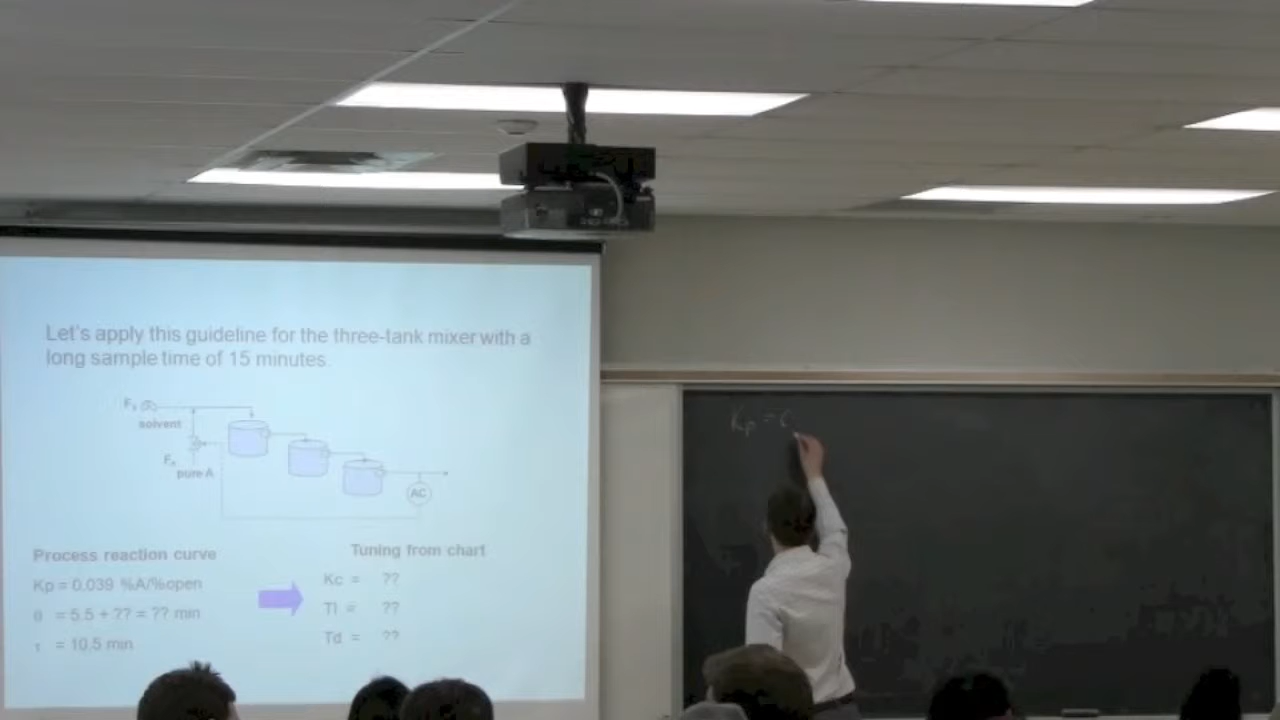 Let's apply this guideline for the three-tank mixer with a
long sample time of 15 minutes.
solvent
pure A
AC
Process reaction curve
Kp = 0.039 %A/%open
θ = 5.5 + ?? = ?? min
τ = 10.5 min
Tuning from chart
Kc = ??
TI = ??
Td = ??
Kp =